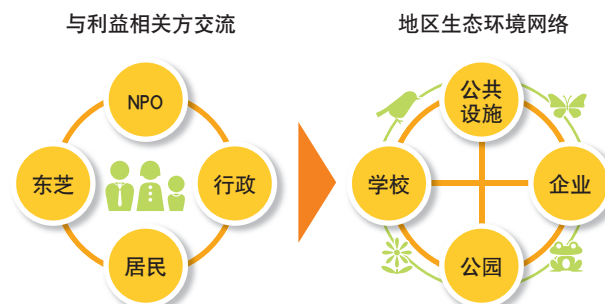 与利益相关方交流
NPO
东芝
行政
居民
地区生态环境网络
公共
设施
学校
企业
公园